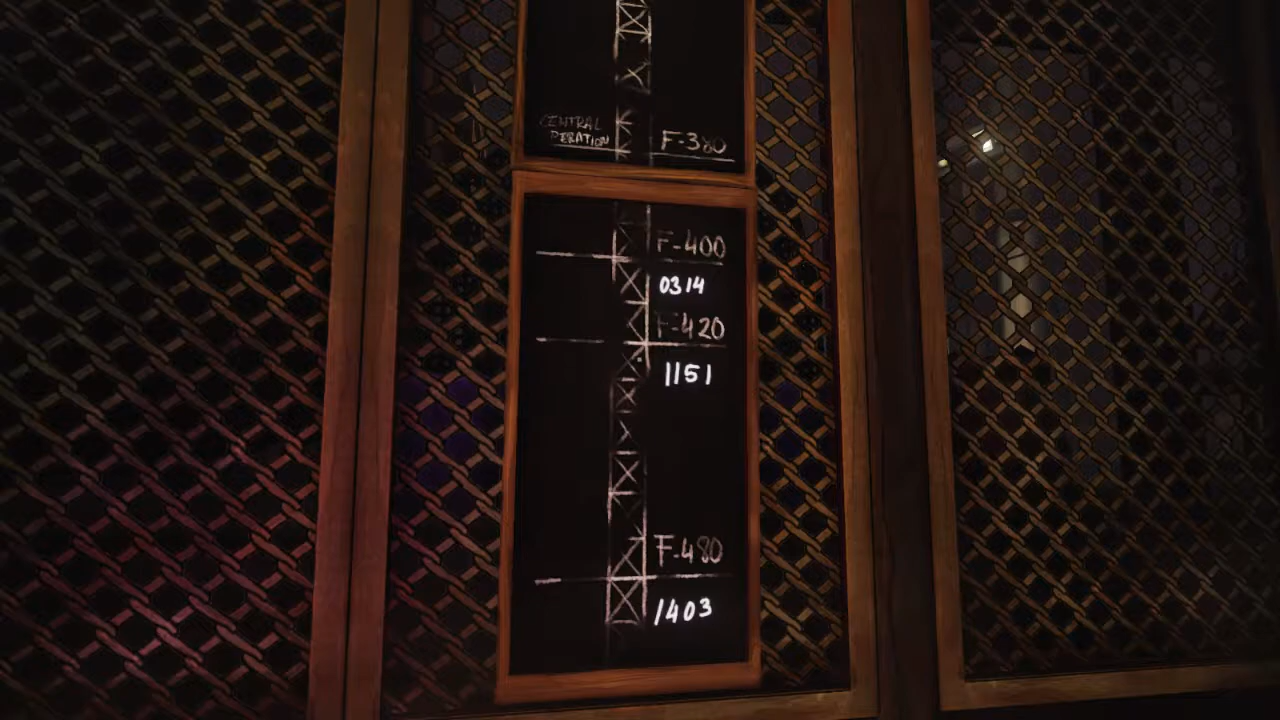 CENTRAL
PERATION
F-380
F-400
0314
F-420
1151
F-480
1403